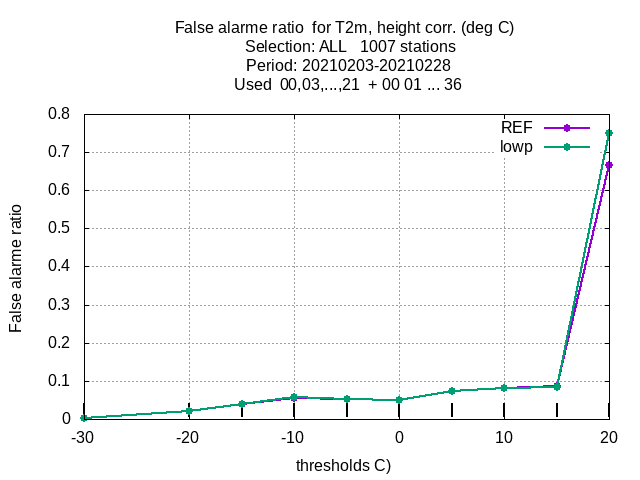 False alarme ratio  for T2m, height corr. (deg C)
Selection: ALL   1007 stations
Period: 20210203-20210228
Used  00,03,...,21  + 00 01 ... 36
REF
lowp
False alarme ratio
0.8
0.7
0.6
0.5
0.4
0.3
0.2
0.1
0
-30
-20
-10
0
10
20
thresholds C)